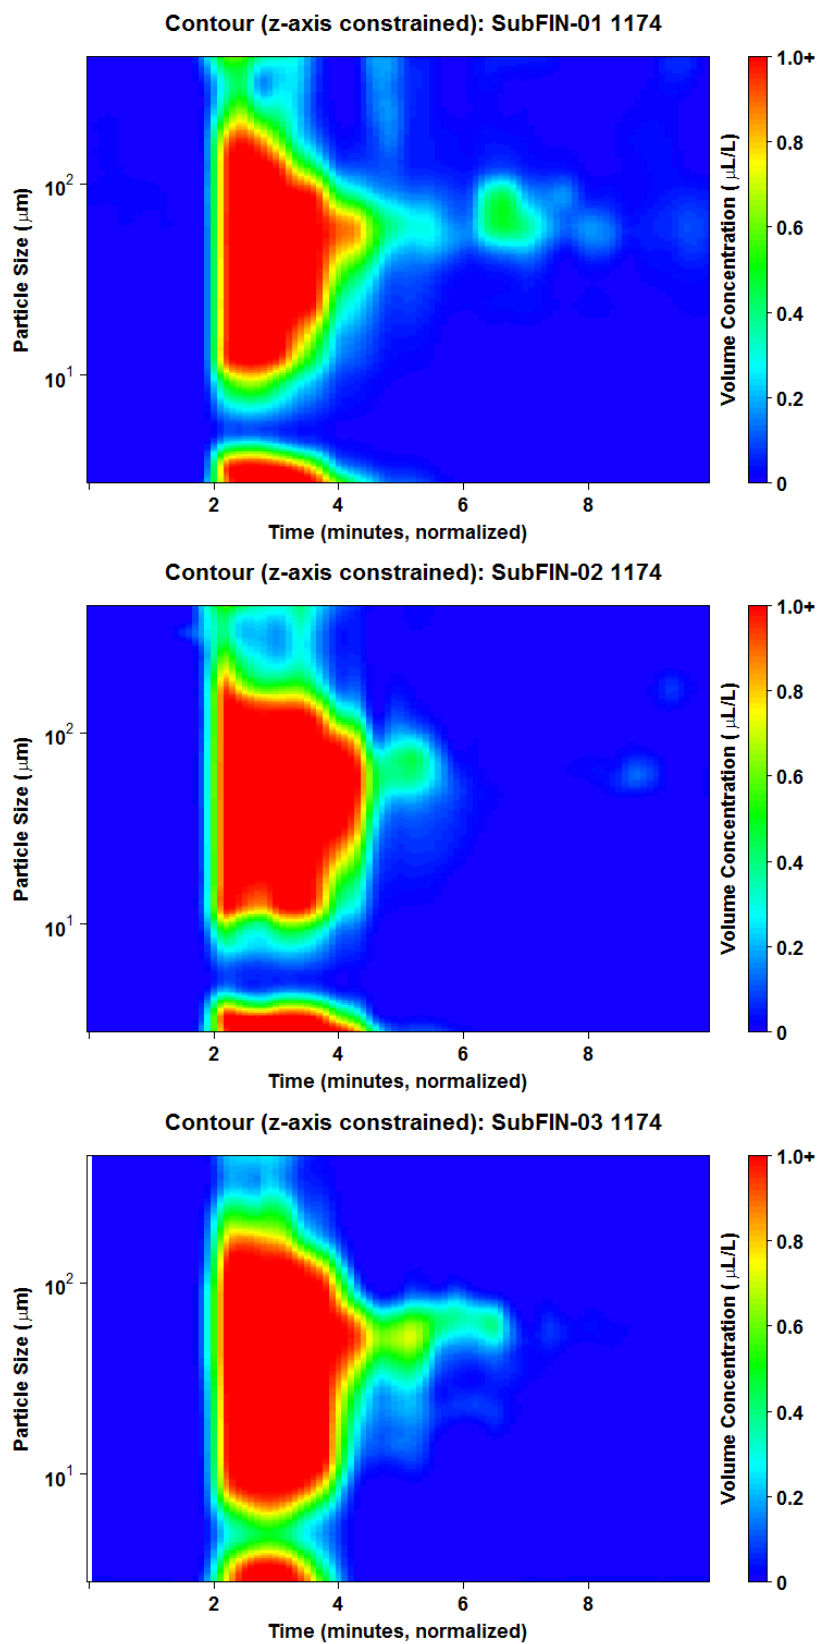 Contour (z-axis constrained): SubFIN-01 1174
Particle Size (μm)
10²
10¹
2 4 6 8
Time (minutes, normalized)
Volume Concentration ( μL/L)
1.0+
0.8
0.6
0.4
0.2
0
Contour (z-axis constrained): SubFIN-02 1174
Particle Size (μm)
10²
10¹
2 4 6 8
Time (minutes, normalized)
Volume Concentration ( μL/L)
1.0+
0.8
0.6
0.4
0.2
0
Contour (z-axis constrained): SubFIN-03 1174
Particle Size (μm)
10²
10¹
2 4 6 8
Time (minutes, normalized)
Volume Concentration ( μL/L)
1.0+
0.8
0.6
0.4
0.2
0